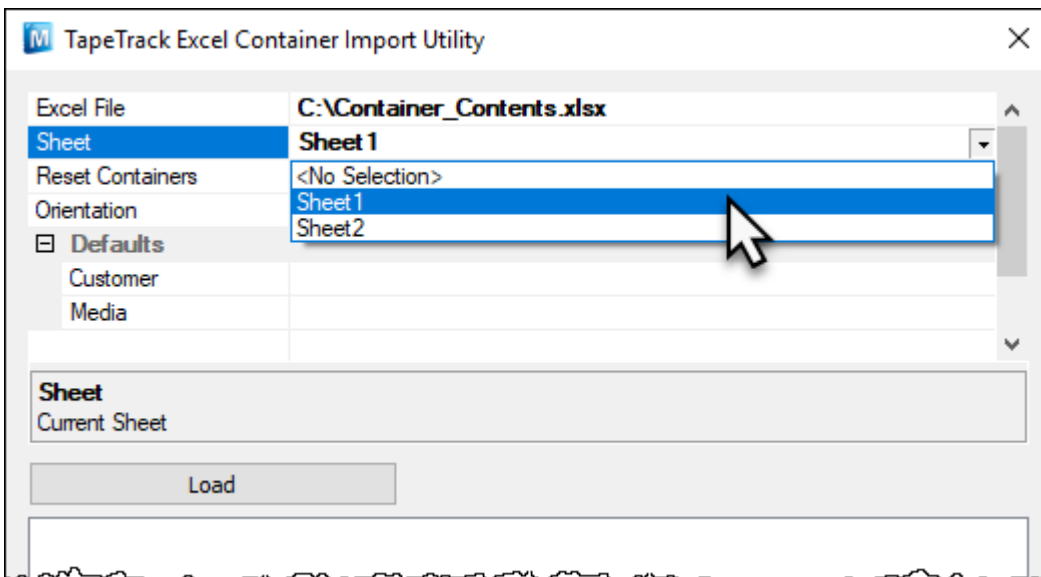 M TapeTrack Excel Container Import Utility
Excel File C:\Container_Contents.xlsx
Sheet Sheet1
Reset Containers <No Selection>
Orientation Sheet1
Sheet2
Defaults
Customer
Media
Sheet
Current Sheet
Load